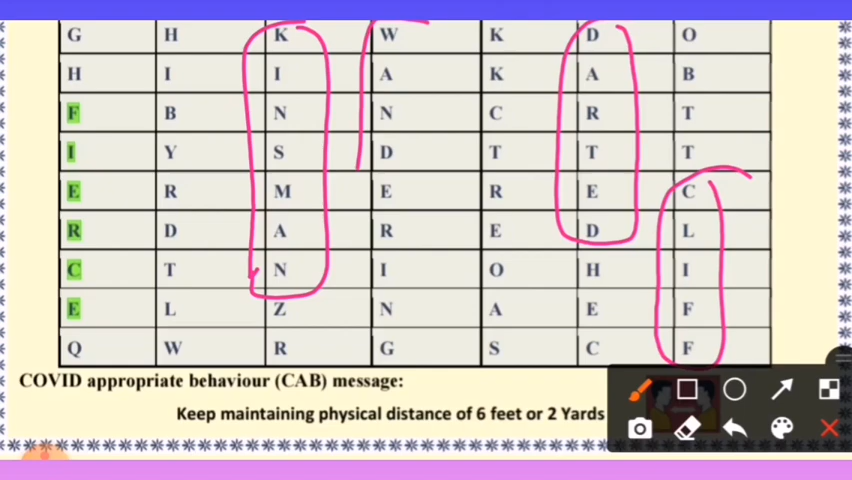 G H K W K D O
H I I A K A B
F B N N C R T
I Y S D T T T
E R M E R E C
R D A R E D L
C T N I O H I
E L Z N A E F
Q W R G S C F
COVID appropriate behaviour (CAB) message:
Keep maintaining physical distance of 6 feet or 2 Yards